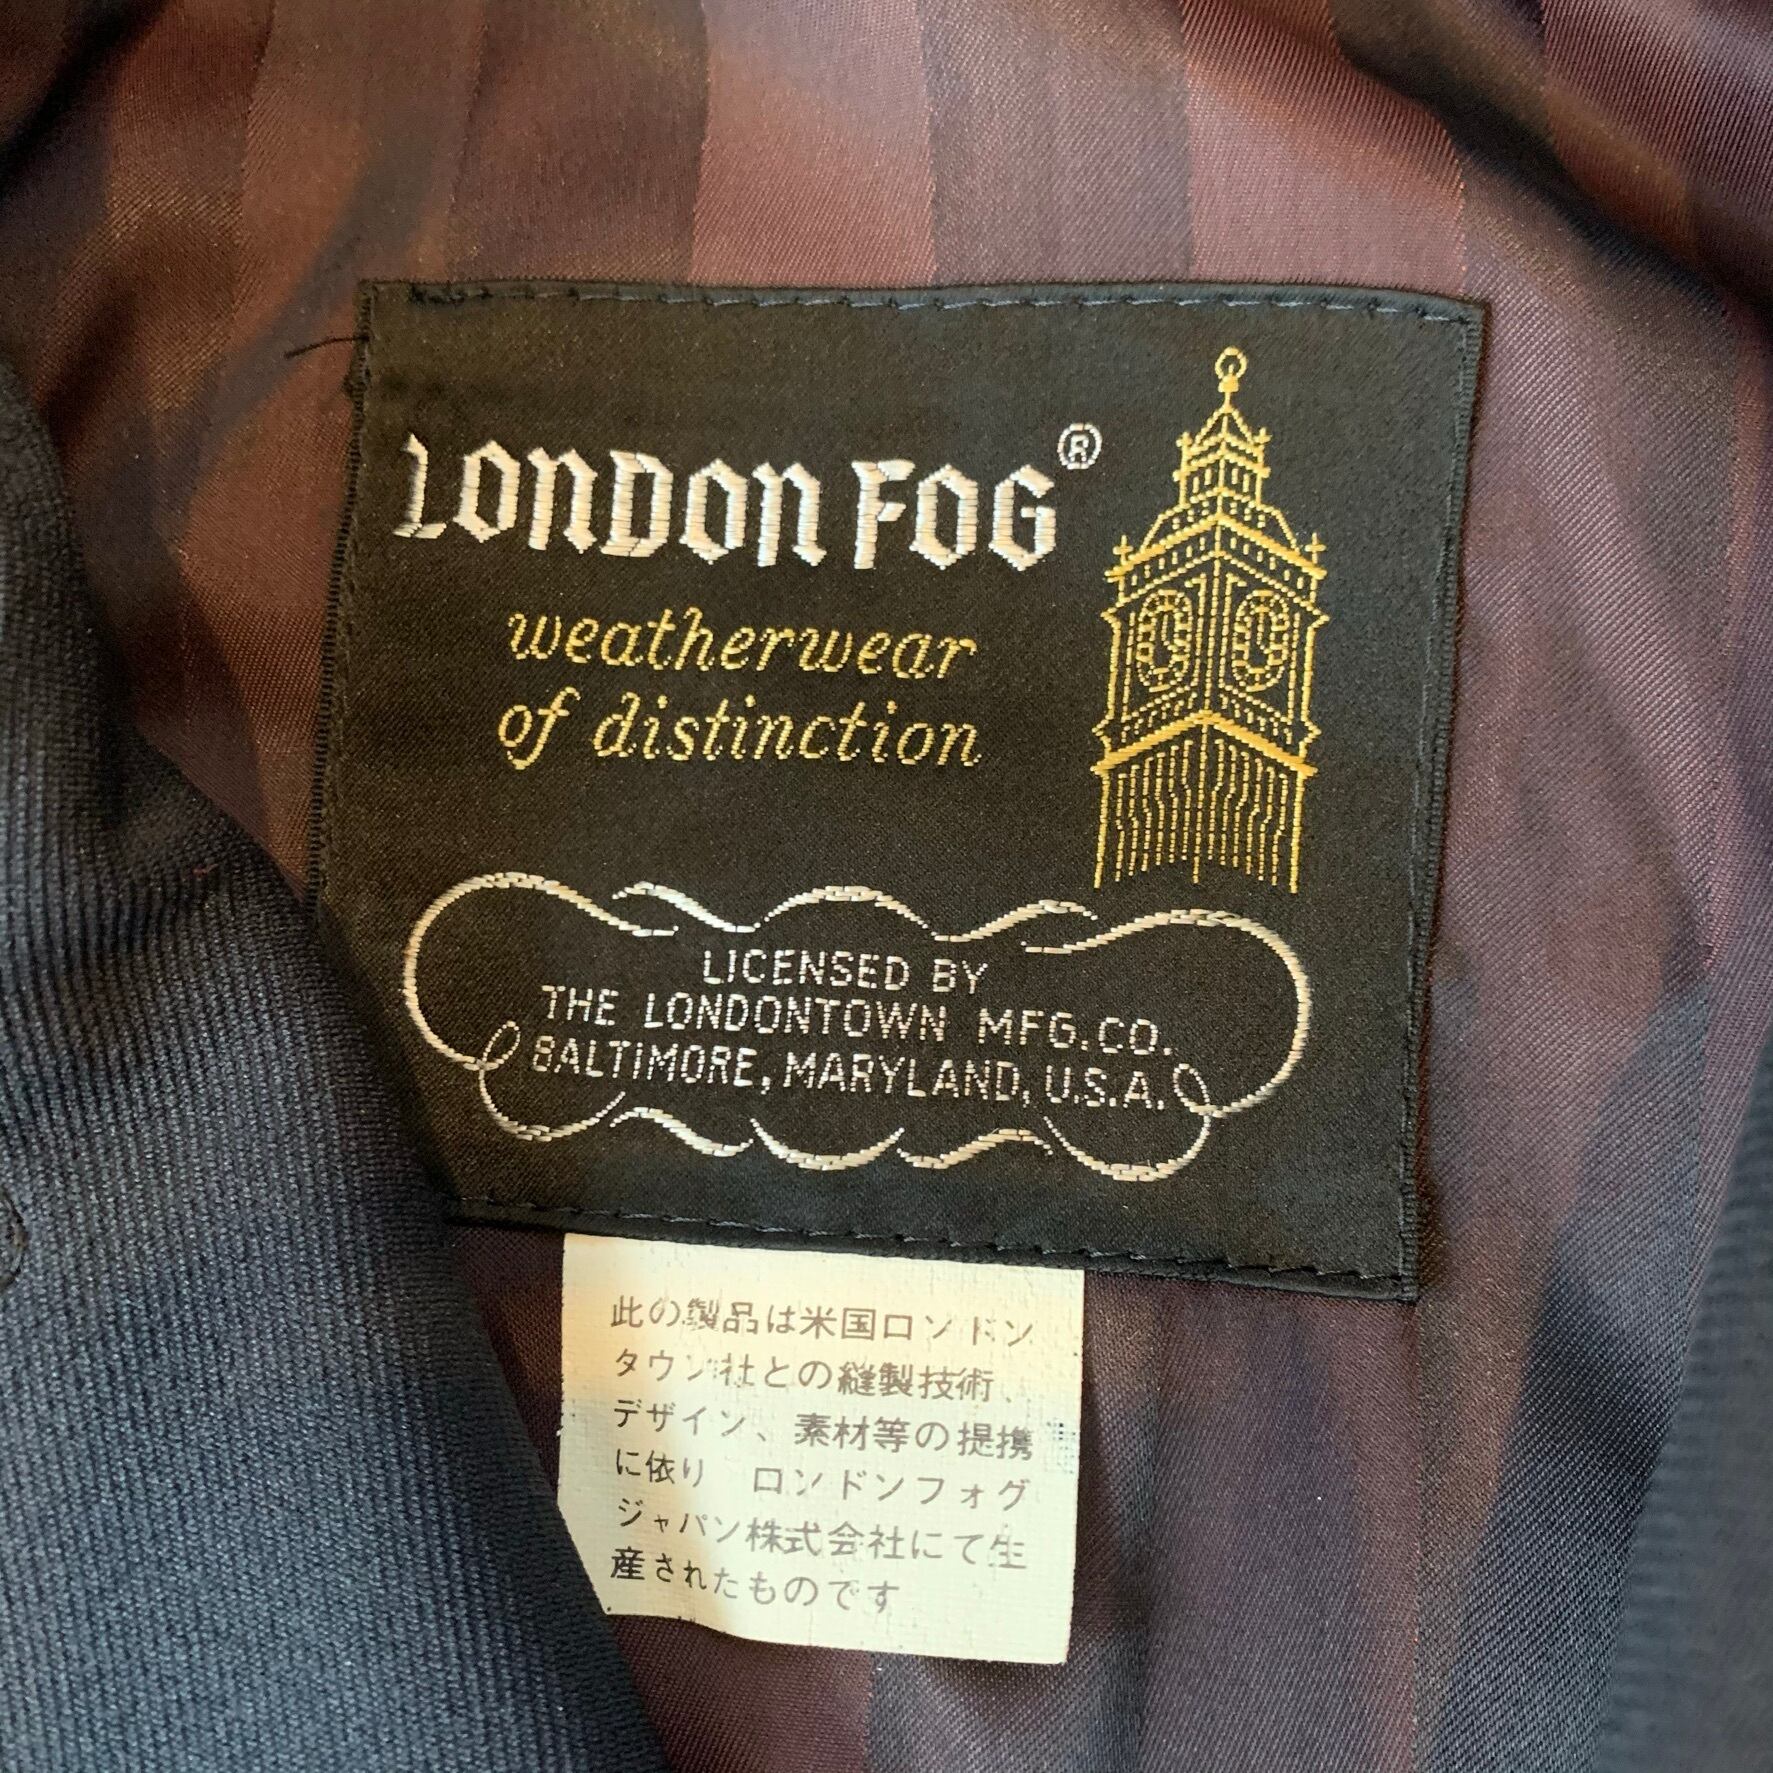 LONDON FOG®
weatherwear
of distinction
LICENSED BY
THE LONDONTOWN MFG. CO.
BALTIMORE, MARYLAND, U.S.A.
此の製品は米国ロンドン
タウン社との縫製技術、
デザイン、素材等の提携
に依り ロンドンフォグ
ジャパン株式会社にて生
産されたものです